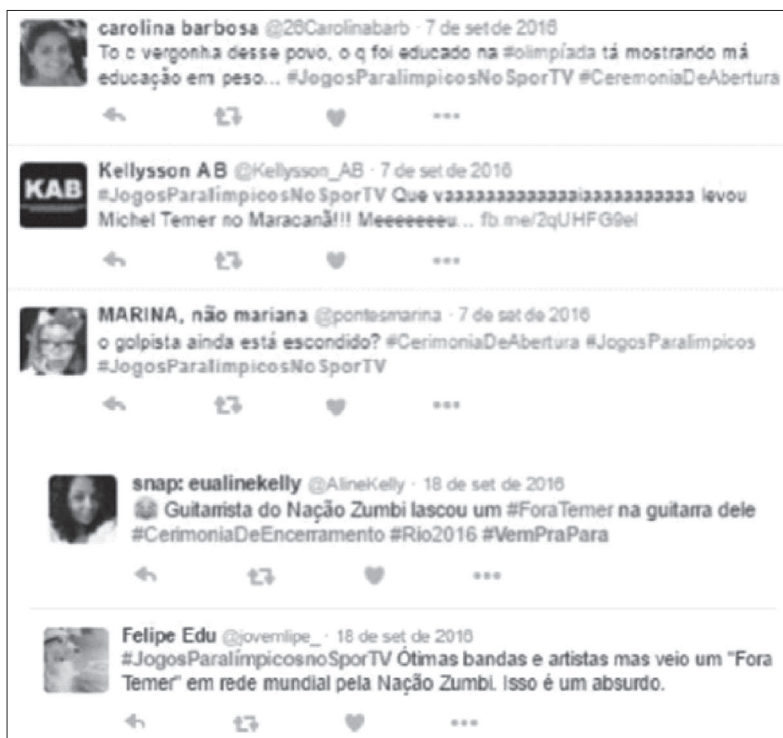 carolina barbosa @26Carolinabarb · 7 de set de 2016
To c vergonha desse povo, o q foi educado na #olimpíada tá mostrando má
educação em peso... #JogosParalimpicosNoSporTV #CeremoniaDeAbertura
KAB
Kellysson AB @Kellysson_AB · 7 de set de 2016
#JogosParalimpicosNoSporTV Que vaaaaaaaaaaaaaiaaaaaaaaaaa levou
Michel Temer no Maracanã!!! Meeeeeeeu... fb.me/2qUHFG9el
MARINA, não mariana @pontesmarina · 7 de set de 2016
o golpista ainda está escondido? #CerimoniaDeAbertura #JogosParalimpicos
#JogosParalimpicosNoSporTV
snap: eualinekelly @AlineKelly · 18 de set de 2016
Guitarrista do Nação Zumbi lascou um #ForaTemer na guitarra dele
#CerimoniaDeEncerramento #Rio2016 #VemPraPara
Felipe Edu @jovemlipe_ · 18 de set de 2016
#JogosParalímpicosnoSporTV Ótimas bandas e artistas mas veio um "Fora
Temer" em rede mundial pela Nação Zumbi. Isso é um absurdo.